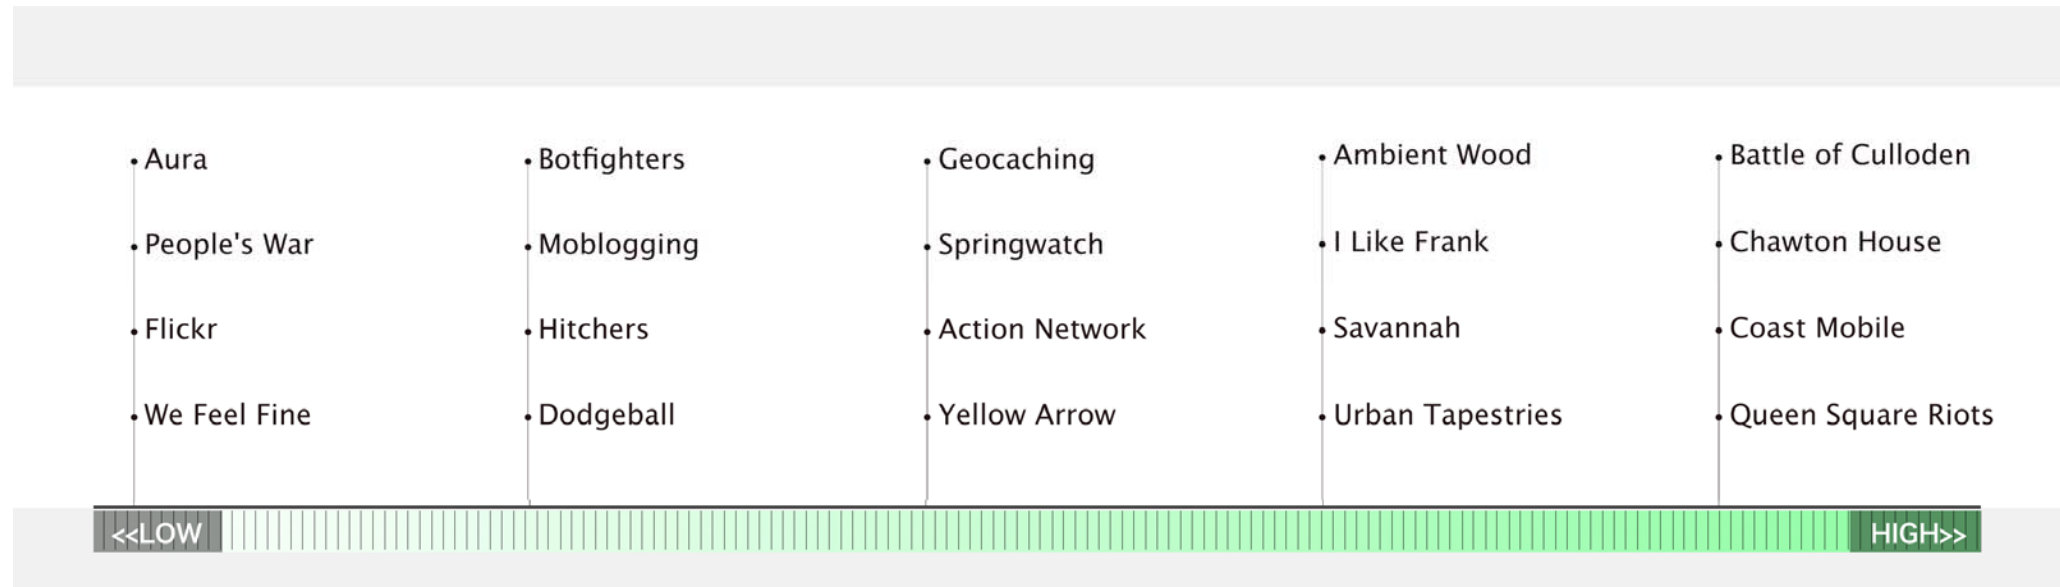 Aura
People's War
Flickr
We Feel Fine
Botfighters
Moblogging
Hitchers
Dodgeball
Geocaching
Springwatch
Action Network
Yellow Arrow
Ambient Wood
I Like Frank
Savannah
Urban Tapestries
Battle of Culloden
Chawton House
Coast Mobile
Queen Square Riots
<<LOW
HIGH>>